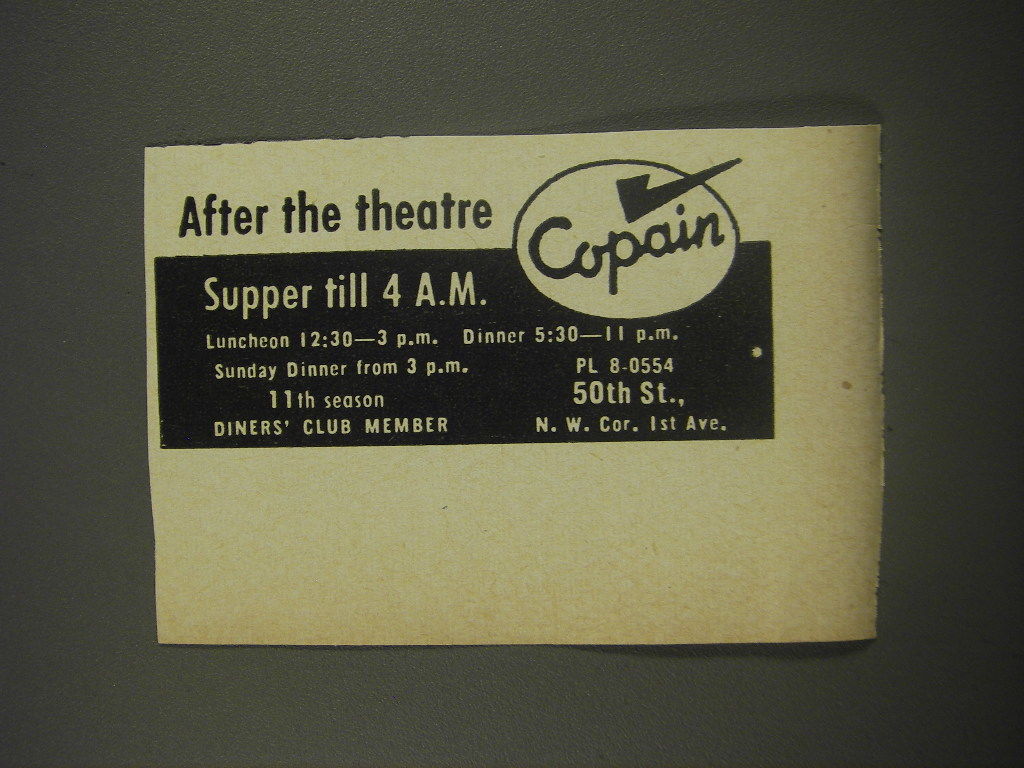 After the theatre
Copain
Supper till 4 A.M.
Luncheon 12:30—3 p.m. Dinner 5:30—11 p.m.
Sunday Dinner from 3 p.m.
PL 8-0554
11th season
50th St.,
DINERS' CLUB MEMBER
N. W. Cor. 1st Ave.